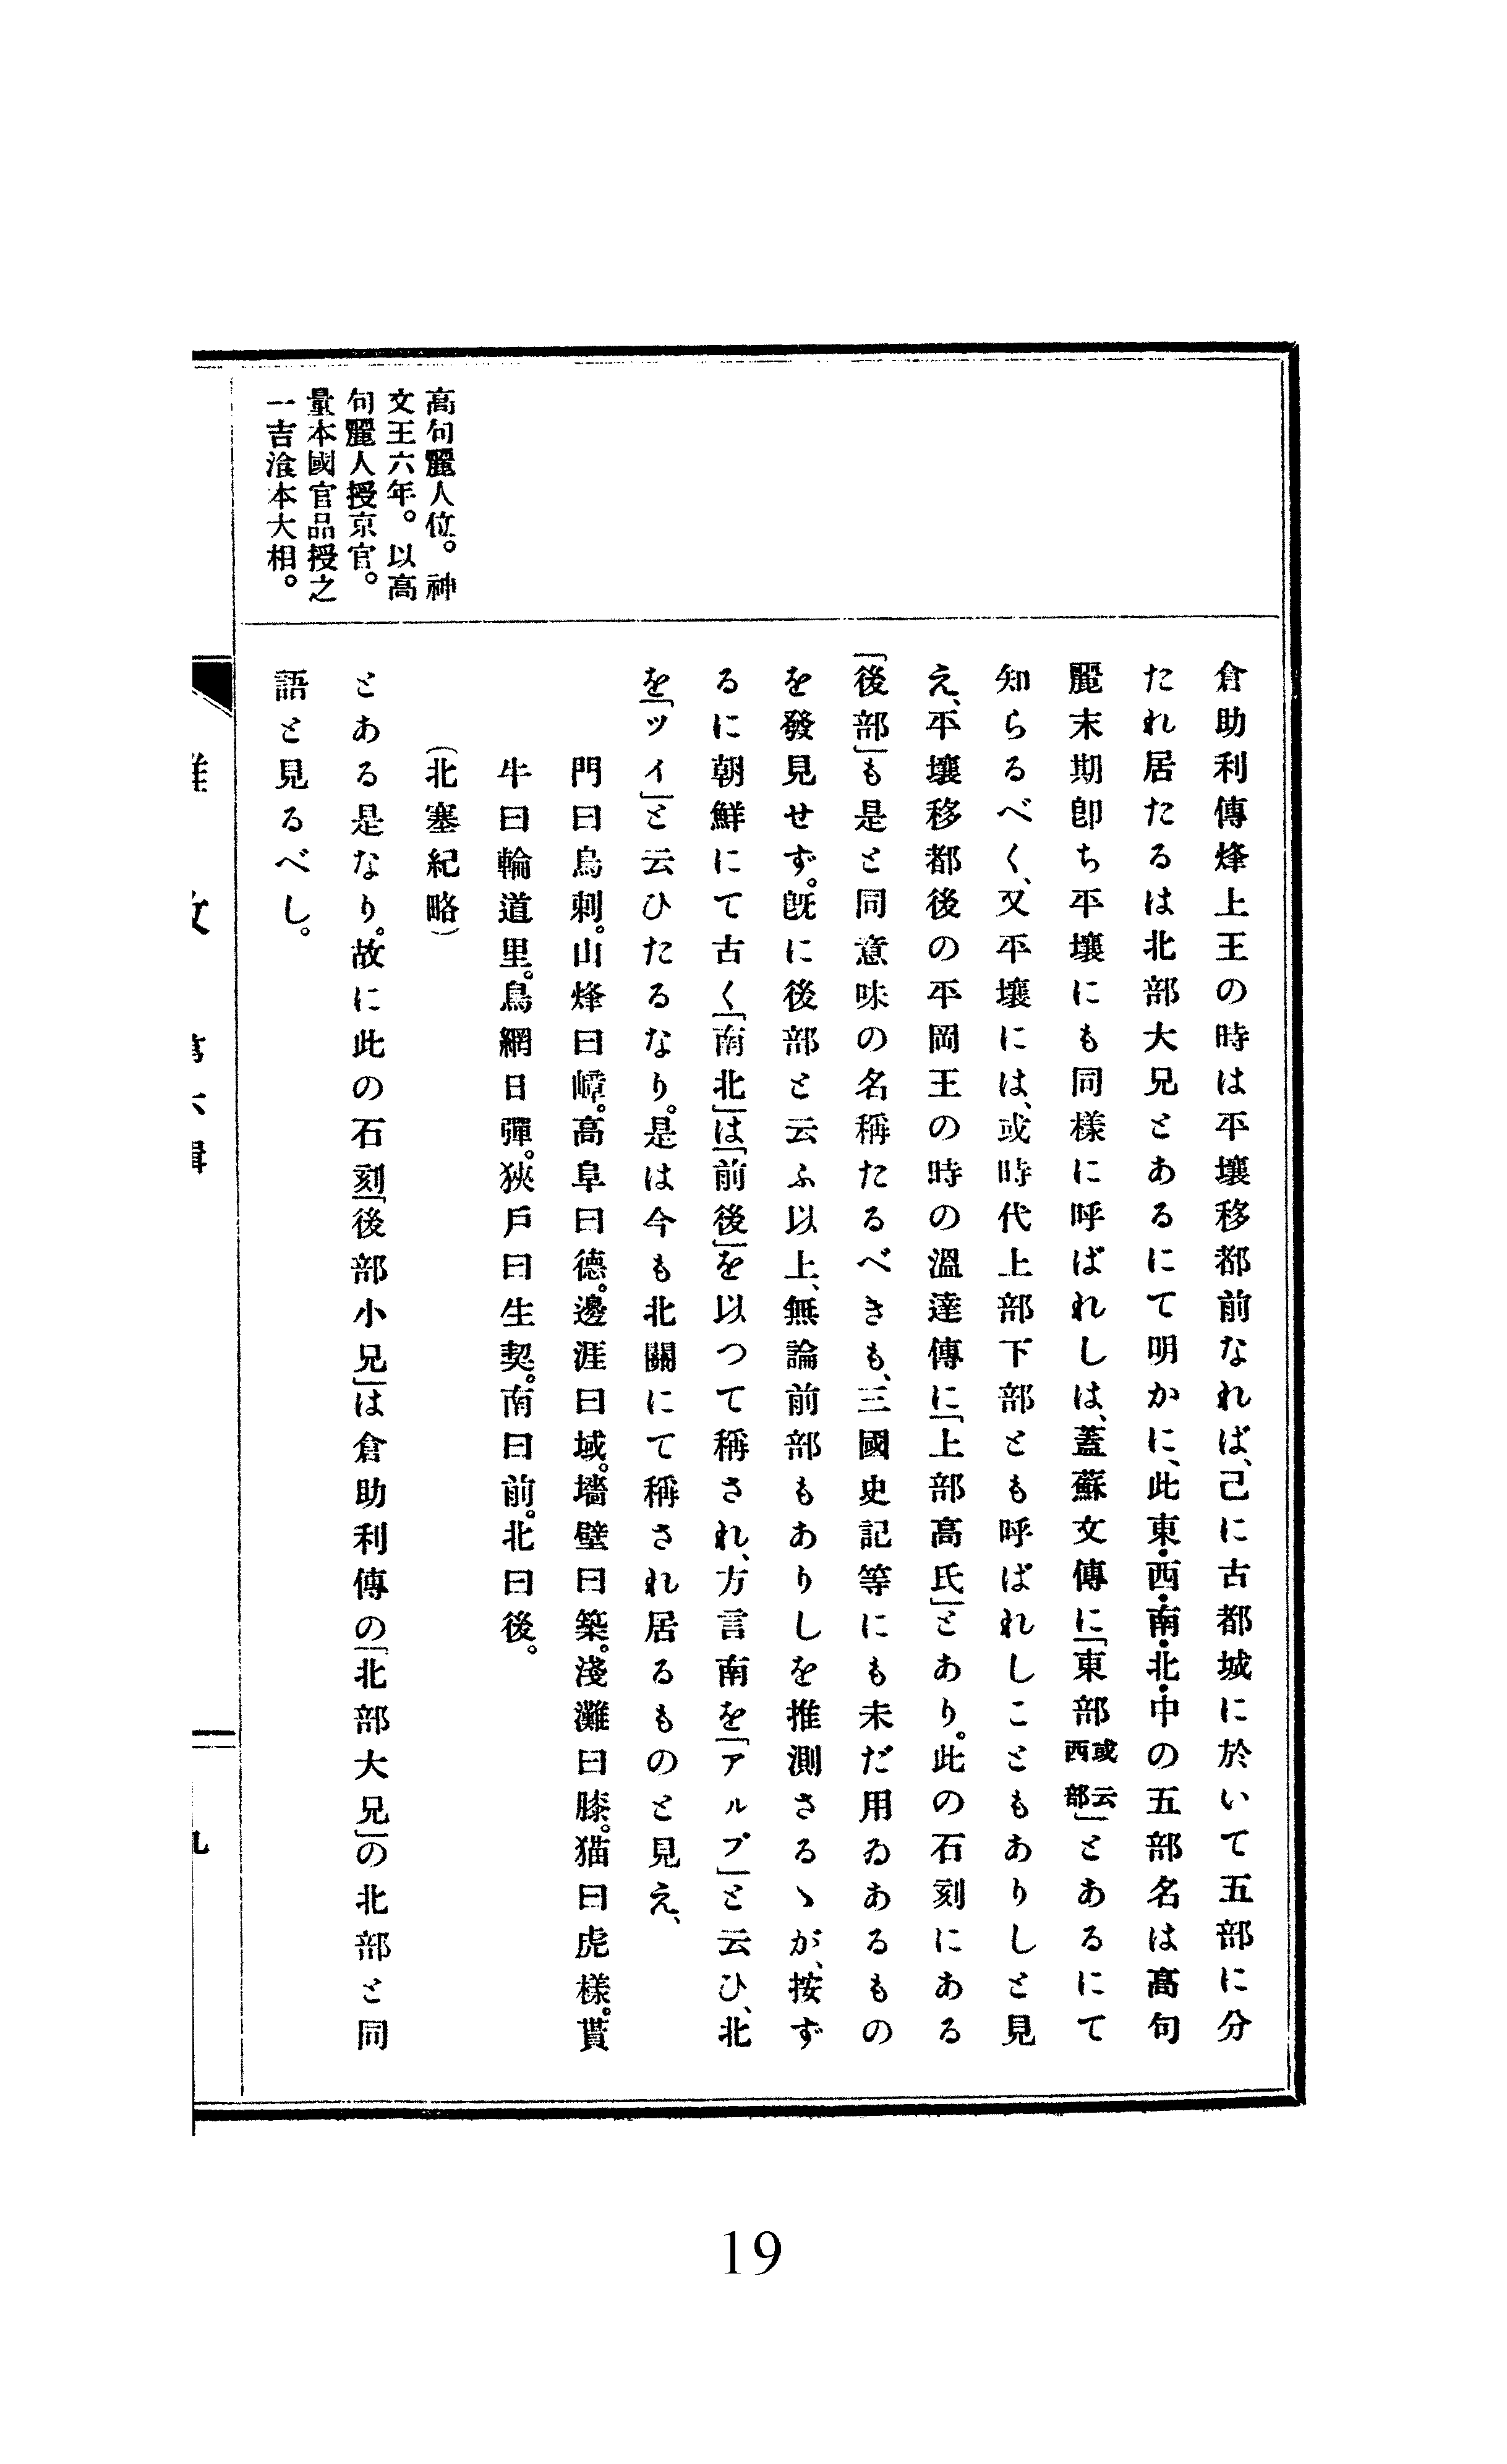 高句麗人位。神
文王六年。以高
句麗人授京官。
量本國官品授之
一吉湌本大相。
倉助利傳烽上王の時は平壤移都前なれば、己に古都城に於いて五部に分
たれ居たるは北部大兄とあるにて明かに、此東・西・南・北・中の五部名は高句
麗末期卽ち平壤にも同樣に呼ばれしは、蓋蘇文傳に「東部或云西部」とあるにて
知らるべく、又平壤には、或時代上部下部とも呼ばれしこともありしと見
え、平壤移都後の平岡王の時の溫達傳に「上部高氏」とあり。此の石刻にある
「後部」も是と同意味の名稱たるべきも、三國史記等にも未だ用ゐあるもの
を發見せず。旣に後部と云ふ以上、無論前部もありしを推測さるゝが、按ず
るに朝鮮にて古く「南北」は「前後」を以つて稱され、方言南を「アルプ」と云ひ、北
を「ツイ」と云ひたるなり。是は今も北關にて稱され居るものと見え、
門曰烏刺。山烽曰嶂。高阜曰德。邊涯曰域。墻壁曰築。淺灘曰膝。猫曰虎樣。貰
牛曰輪道里。鳥網曰彈。狹戶曰生契。南曰前。北曰後。
（北塞紀略）
とある是なり。故に此の石刻「後部小兄」は倉助利傳の「北部大兄」の北部と同
語と見るべし。
19